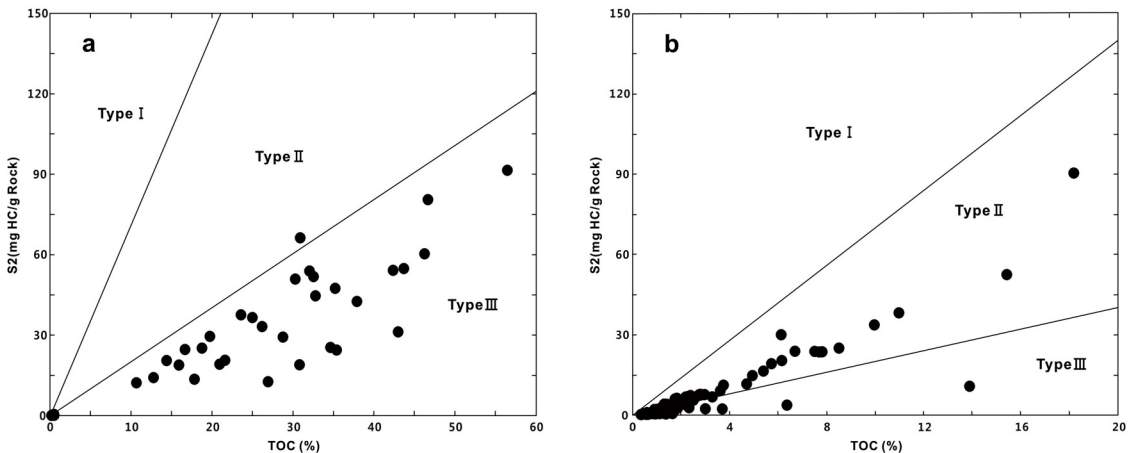 a
150
120
90
60
30
0
S2(mg HC/g Rock)
Type Ⅰ
Type Ⅱ
Type Ⅲ
0 10 20 30 40 50 60
TOC (%)
b
150
120
90
60
30
0
S2(mg HC/g Rock)
Type Ⅰ
Type Ⅱ
Type Ⅲ
0 4 8 12 16 20
TOC (%)